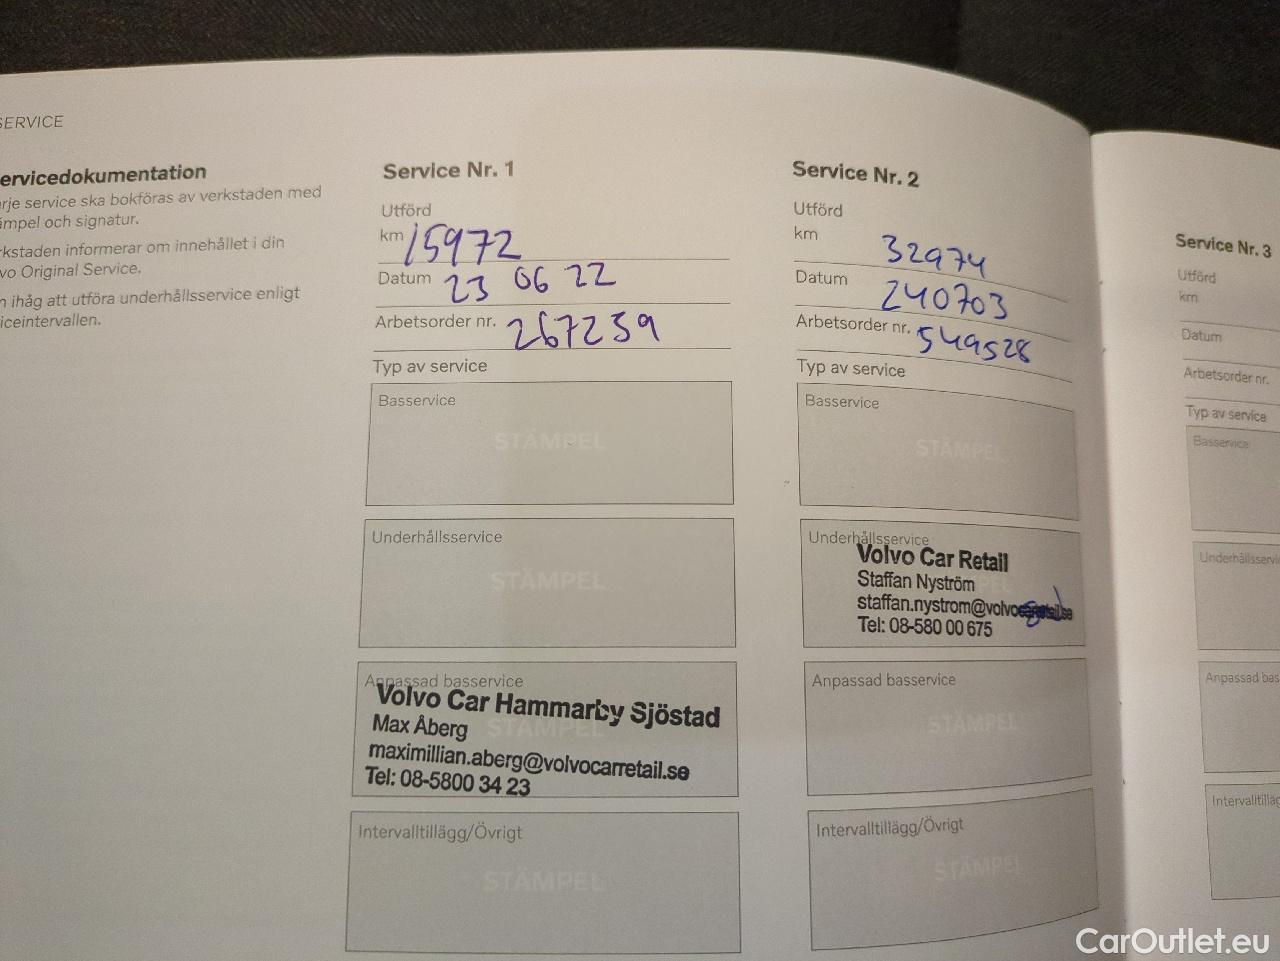 SERVICE
ervicedokumentation
rje service ska bokföras av verkstaden med
ämpel och signatur.
rkstaden informerar om innehållet i din
vo Original Service.
n ihåg att utföra underhållsservice enligt
iceintervallen.
Service Nr. 1
Utförd
km 15972
Datum 23 06 22
Arbetsorder nr. 267239
Typ av service
Basservice
STÄMPEL
Underhållsservice
STÄMPEL
Anpassad basservice
STÄMPEL
Volvo Car Hammarby Sjöstad
Max Åberg
maximillian.aberg@volvocarretail.se
Tel: 08-5800 34 23
Intervalltillägg/Övrigt
STÄMPEL
Service Nr. 2
Utförd
km 32974
Datum 240703
Arbetsorder nr. 549528
Typ av service
Basservice
STÄMPEL
Underhållsservice
Volvo Car Retail
Staffan Nyström
staffan.nystrom@volvocarretail.se
Tel: 08-580 00 675
Anpassad basservice
STÄMPEL
Intervalltillägg/Övrigt
STÄMPEL
Service Nr. 3
Utförd
km
Datum
Arbetsorder nr.
Typ av service
Basservice
Underhållsservi
Anpassad bas
Intervalltilläg
CarOutlet.eu